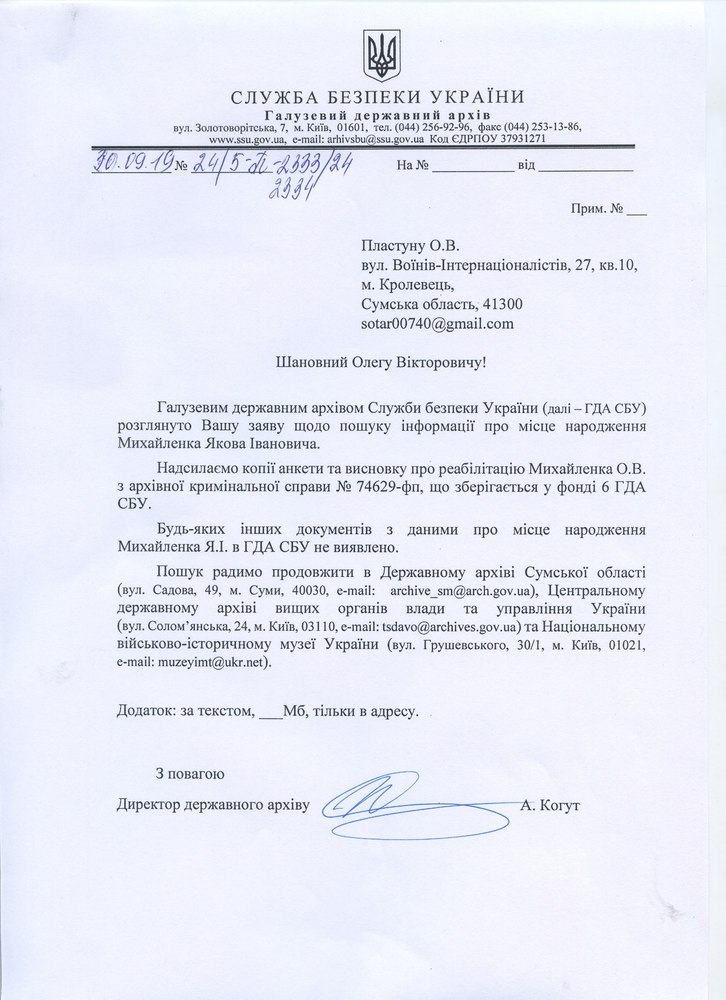 СЛУЖБА БЕЗПЕКИ УКРАЇНИ
Галузевий державний архів
вул. Золотоворітська, 7, м. Київ, 01601, тел. (044) 256-92-96, факс (044) 253-13-86,
www.ssu.gov.ua, e-mail: arhivsbu@ssu.gov.ua Код ЄДРПОУ 37931271
30.09.19 № 24/5-П-2333/24 На № ____________ від ______________
2334
Прим. № ___
Пластуну О.В.
вул. Воїнів-Інтернаціоналістів, 27, кв.10,
м. Кролевець,
Сумська область, 41300
sotar00740@gmail.com
Шановний Олегу Вікторовичу!
Галузевим державним архівом Служби безпеки України (далі – ГДА СБУ)
розглянуто Вашу заяву щодо пошуку інформації про місце народження
Михайленка Якова Івановича.
Надсилаємо копії анкети та висновку про реабілітацію Михайленка О.В.
з архівної кримінальної справи № 74629-фп, що зберігається у фонді 6 ГДА
СБУ.
Будь-яких інших документів з даними про місце народження
Михайленка Я.І. в ГДА СБУ не виявлено.
Пошук радимо продовжити в Державному архіві Сумської області
(вул. Садова, 49, м. Суми, 40030, e-mail: archive_sm@arch.gov.ua), Центральному
державному архіві вищих органів влади та управління України
(вул. Солом’янська, 24, м. Київ, 03110, e-mail: tsdavo@archives.gov.ua) та Національному
військово-історичному музеї України (вул. Грушевського, 30/1, м. Київ, 01021,
e-mail: muzeyimt@ukr.net).
Додаток: за текстом, ___Мб, тільки в адресу.
З повагою
Директор державного архіву А. Когут